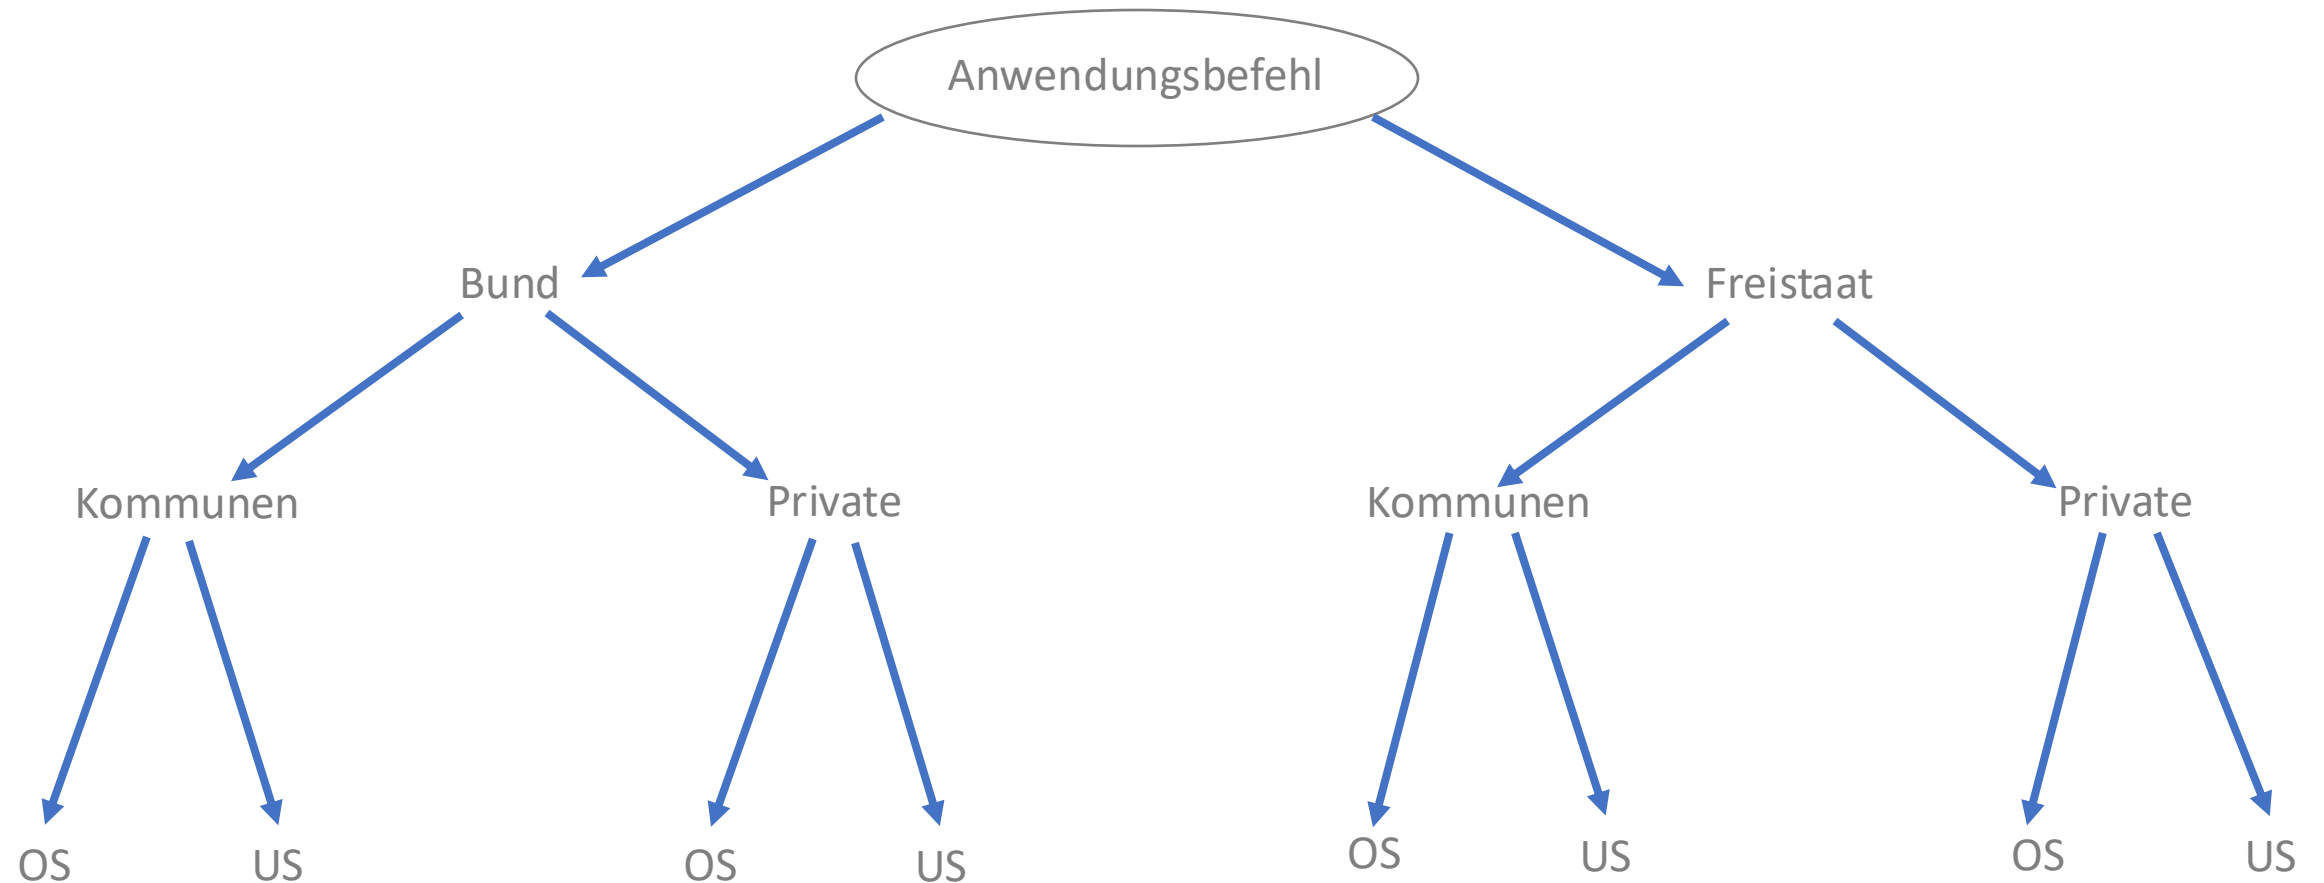 Anwendungsbefehl
Bund
Freistaat
Kommunen
Private
Kommunen
Private
OS
US
OS
US
OS
US
OS
US